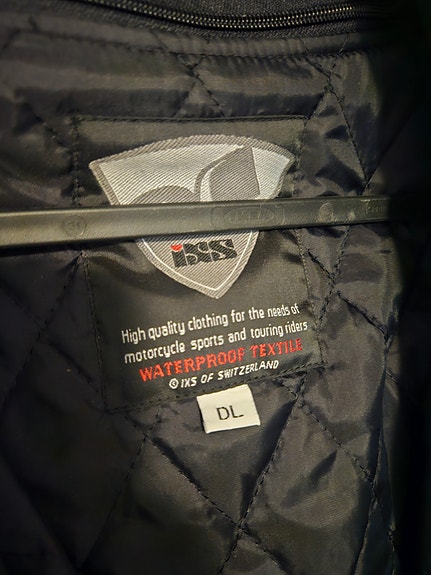 iXS
High quality clothing for the needs of
motorcycle sports and touring riders
WATERPROOF TEXTILE
© IXS OF SWITZERLAND
DL